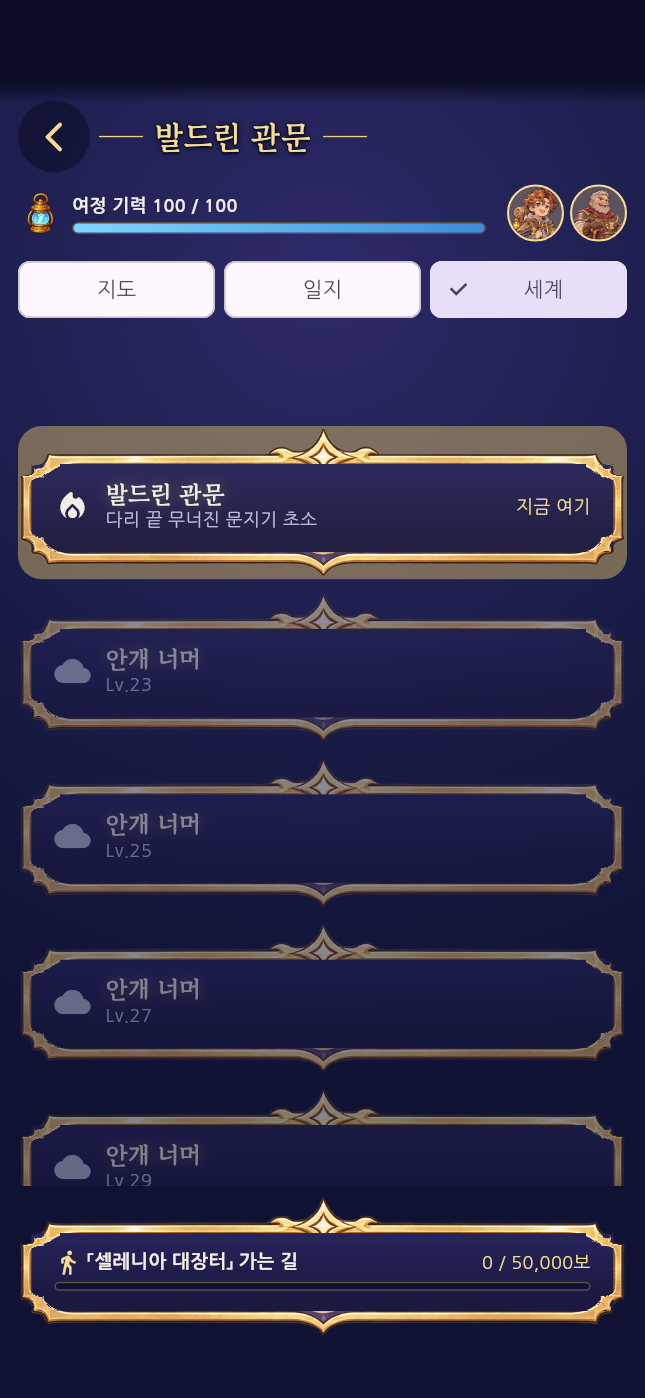 발드린 관문
여정 기력 100 / 100
지도
일지
세계
발드린 관문
다리 끝 무너진 문지기 초소
지금 여기
안개 너머
Lv.23
안개 너머
Lv.25
안개 너머
Lv.27
안개 너머
Lv.29
「셀레니아 대장터」 가는 길
0 / 50,000보